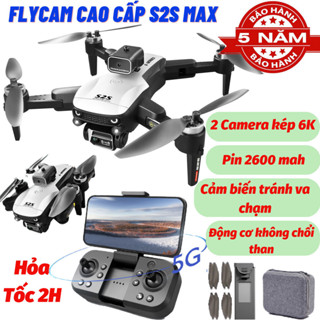 FLYCAM CAO CẤP S2S MAX
BẢO HÀNH
5 NĂM
BẢO HÀNH
S2S
2 Camera kép 6K
Pin 2600 mah
Cảm biến tránh va
chạm
Động cơ không chổi
than
5G
Hỏa
Tốc 2H